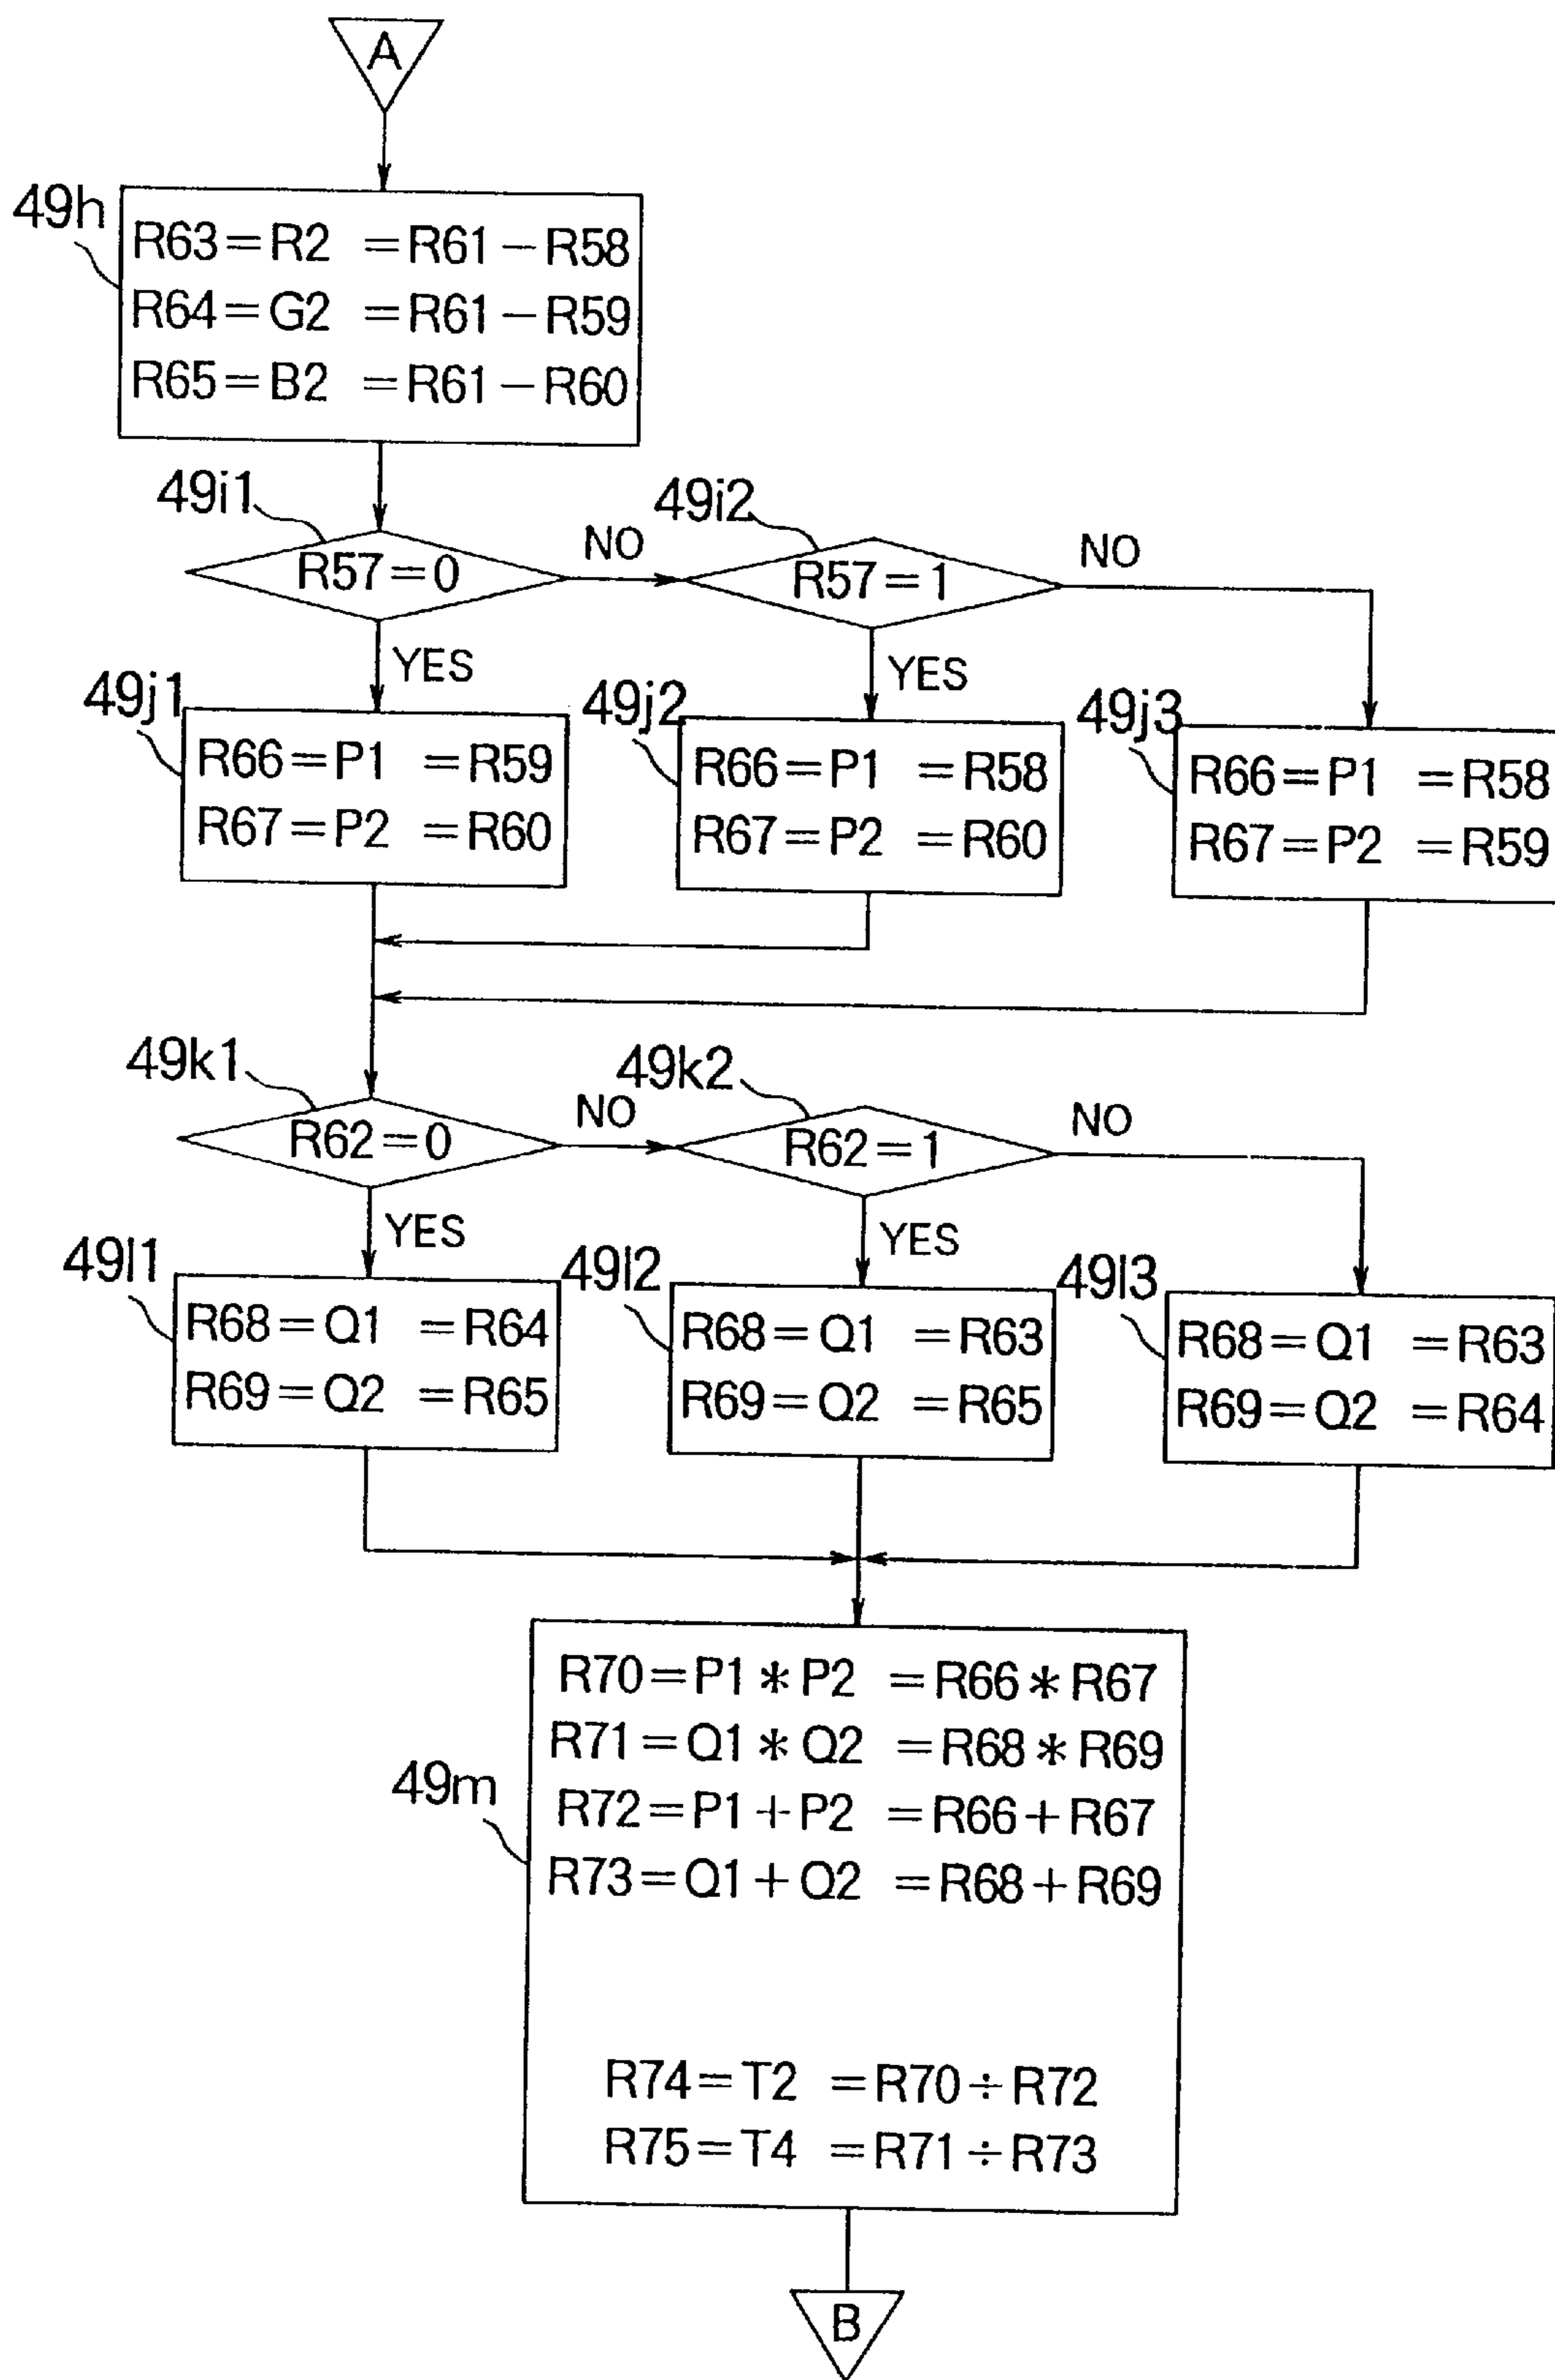 A
49h
R63=R2 =R61-R58
R64=G2 =R61-R59
R65=B2 =R61-R60
49i1
R57=0
NO
49i2
R57=1
NO
YES
YES
49j1
R66=P1 =R59
R67=P2 =R60
49j2
R66=P1 =R58
R67=P2 =R60
49j3
R66=P1 =R58
R67=P2 =R59
49k1
R62=0
NO
49k2
R62=1
NO
YES
YES
49l1
R68=Q1 =R64
R69=Q2 =R65
49l2
R68=Q1 =R63
R69=Q2 =R65
49l3
R68=Q1 =R63
R69=Q2 =R64
49m
R70=P1*P2 =R66*R67
R71=Q1*Q2 =R68*R69
R72=P1+P2 =R66+R67
R73=Q1+Q2 =R68+R69
R74=T2 =R70÷R72
R75=T4 =R71÷R73
B